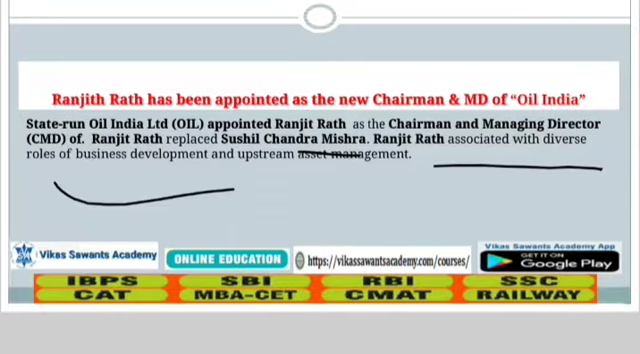 Ranjith Rath has been appointed as the new Chairman & MD of “Oil India”
State-run Oil India Ltd (OIL) appointed Ranjit Rath as the Chairman and Managing Director
(CMD) of. Ranjit Rath replaced Sushil Chandra Mishra. Ranjit Rath associated with diverse
roles of business development and upstream asset management.
Vikas Sawants Academy
ONLINE EDUCATION
https://vikassawantsacademy.com/courses/
Vikas Sawants Academy App
GET IT ON
Google Play
IBPS SBI RBI SSC
CAT MBA-CET CMAT RAILWAY